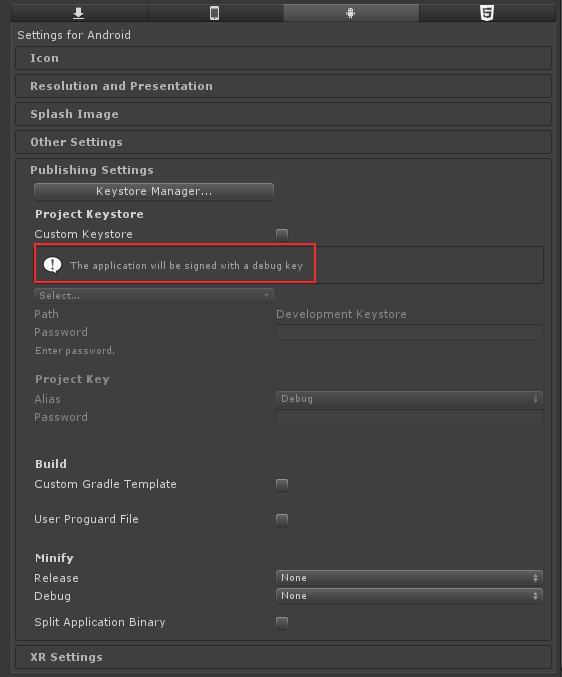 Settings for Android
Icon
Resolution and Presentation
Splash Image
Other Settings
Publishing Settings
Keystore Manager...
Project Keystore
Custom Keystore
The application will be signed with a debug key
Select...
Path Development Keystore
Password
Enter password.
Project Key
Alias Debug
Password
Build
Custom Gradle Template
User Proguard File
Minify
Release None
Debug None
Split Application Binary
XR Settings